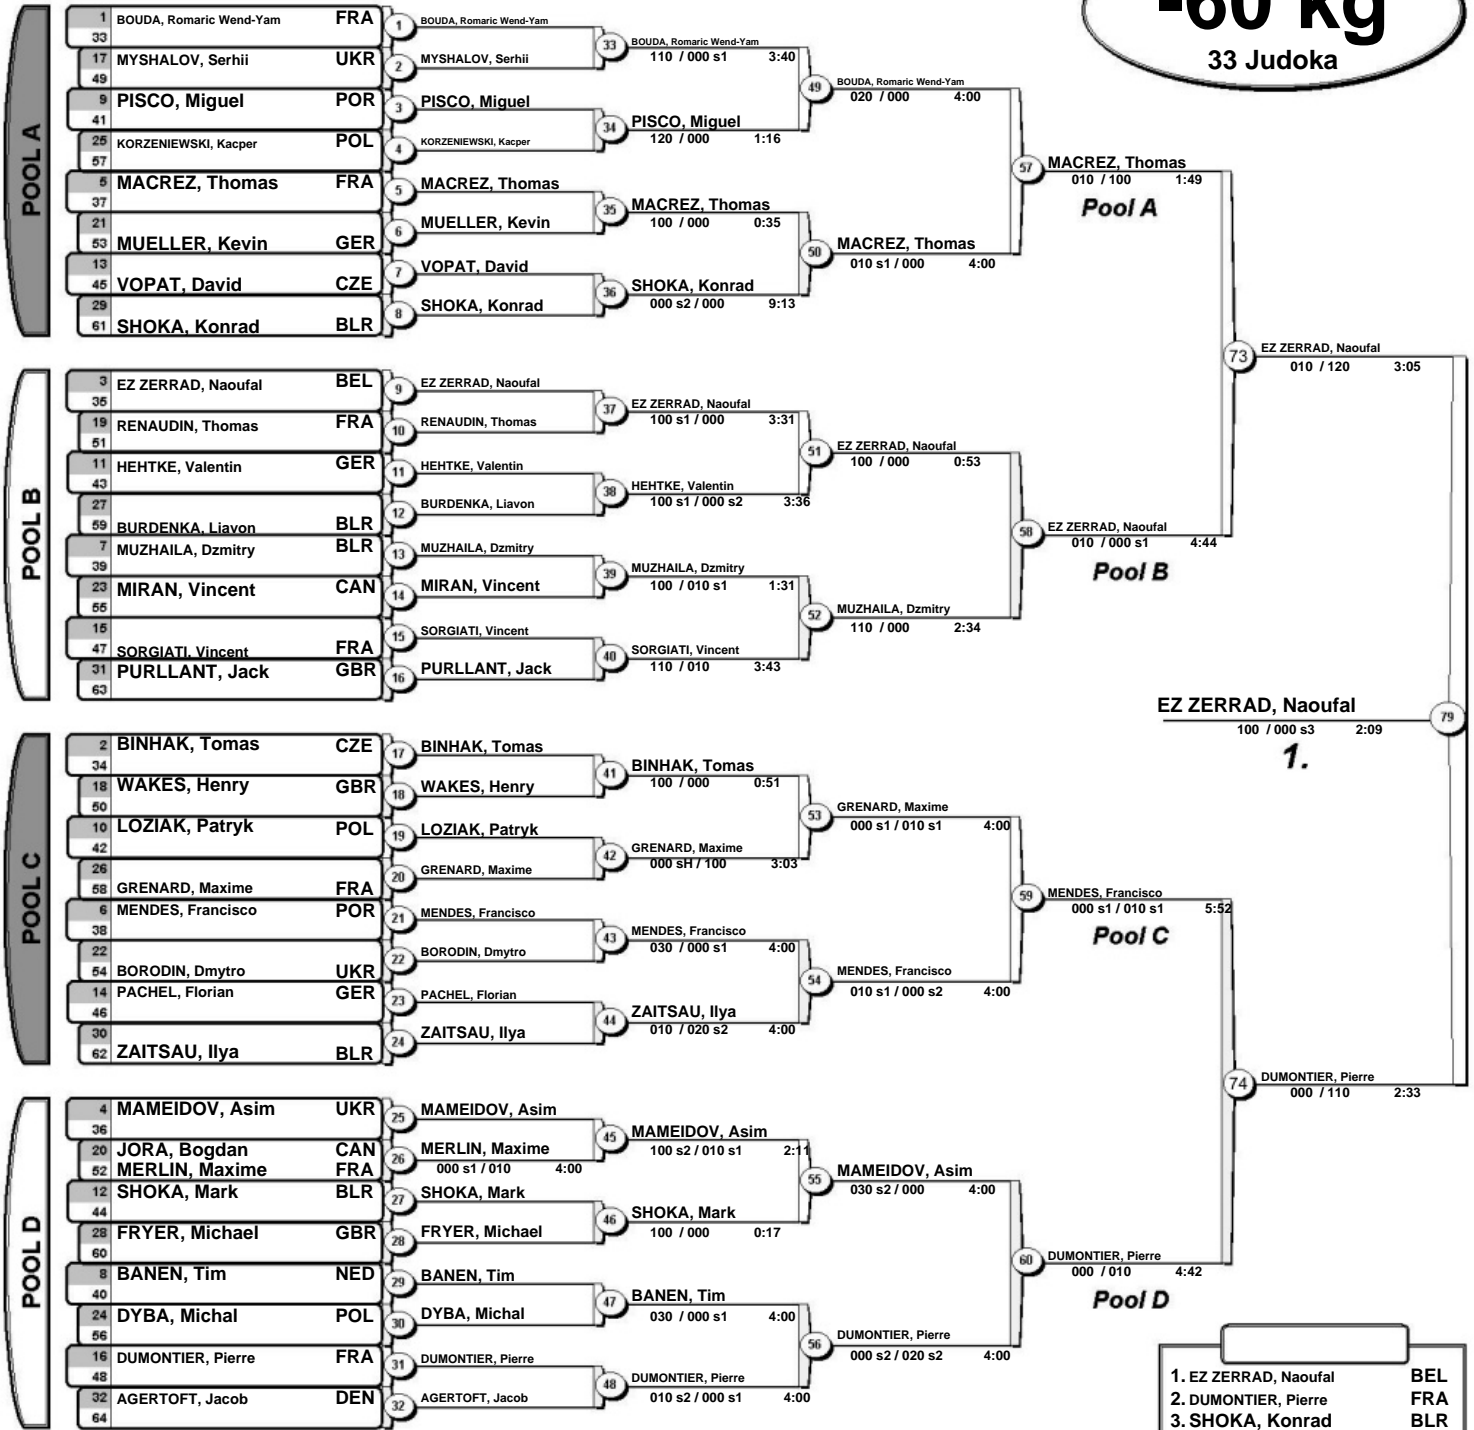 -60 kg
33 Judoka
POOL A
1 BOUDA, Romaric Wend-Yam FRA
33
17 MYSHALOV, Serhii UKR
49
9 PISCO, Miguel POR
41
25 KORZENIEWSKI, Kacper POL
57
5 MACREZ, Thomas FRA
37
21
53 MUELLER, Kevin GER
13
45 VOPAT, David CZE
29
61 SHOKA, Konrad BLR
1 BOUDA, Romaric Wend-Yam
2 MYSHALOV, Serhii
3 PISCO, Miguel
4 KORZENIEWSKI, Kacper
5 MACREZ, Thomas
6 MUELLER, Kevin
7 VOPAT, David
8 SHOKA, Konrad
33 BOUDA, Romaric Wend-Yam
110 / 000 s1 3:40
34 PISCO, Miguel
120 / 000 1:16
35 MACREZ, Thomas
100 / 000 0:35
36 SHOKA, Konrad
000 s2 / 000 9:13
49 BOUDA, Romaric Wend-Yam
020 / 000 4:00
50 MACREZ, Thomas
010 s1 / 000 4:00
57 MACREZ, Thomas
010 / 100 1:49
Pool A
POOL B
3 EZ ZERRAD, Naoufal BEL
35
19 RENAUDIN, Thomas FRA
51
11 HEHTKE, Valentin GER
43
27
59 BURDENKA, Liavon BLR
7 MUZHAILA, Dzmitry BLR
39
23 MIRAN, Vincent CAN
55
15
47 SORGIATI, Vincent FRA
31 PURLLANT, Jack GBR
63
9 EZ ZERRAD, Naoufal
10 RENAUDIN, Thomas
11 HEHTKE, Valentin
12 BURDENKA, Liavon
13 MUZHAILA, Dzmitry
14 MIRAN, Vincent
15 SORGIATI, Vincent
16 PURLLANT, Jack
37 EZ ZERRAD, Naoufal
100 s1 / 000 3:31
38 HEHTKE, Valentin
100 s1 / 000 s2 3:36
39 MUZHAILA, Dzmitry
100 / 010 s1 1:31
40 SORGIATI, Vincent
110 / 010 3:43
51 EZ ZERRAD, Naoufal
100 / 000 0:53
52 MUZHAILA, Dzmitry
110 / 000 2:34
58 EZ ZERRAD, Naoufal
010 / 000 s1 4:44
Pool B
73 EZ ZERRAD, Naoufal
010 / 120 3:05
EZ ZERRAD, Naoufal 79
100 / 000 s3 2:09
1.
POOL C
2 BINHAK, Tomas CZE
34
18 WAKES, Henry GBR
50
10 LOZIAK, Patryk POL
42
26
58 GRENARD, Maxime FRA
6 MENDES, Francisco POR
38
22
54 BORODIN, Dmytro UKR
14 PACHEL, Florian GER
46
30
62 ZAITSAU, Ilya BLR
17 BINHAK, Tomas
18 WAKES, Henry
19 LOZIAK, Patryk
20 GRENARD, Maxime
21 MENDES, Francisco
22 BORODIN, Dmytro
23 PACHEL, Florian
24 ZAITSAU, Ilya
41 BINHAK, Tomas
100 / 000 0:51
42 GRENARD, Maxime
000 sH / 100 3:03
43 MENDES, Francisco
030 / 000 s1 4:00
44 ZAITSAU, Ilya
010 / 020 s2 4:00
53 GRENARD, Maxime
000 s1 / 010 s1 4:00
54 MENDES, Francisco
010 s1 / 000 s2 4:00
59 MENDES, Francisco
000 s1 / 010 s1 5:52
Pool C
POOL D
4 MAMEIDOV, Asim UKR
36
20 JORA, Bogdan CAN
52 MERLIN, Maxime FRA
12 SHOKA, Mark BLR
44
28 FRYER, Michael GBR
60
8 BANEN, Tim NED
40
24 DYBA, Michal POL
56
16 DUMONTIER, Pierre FRA
48
32 AGERTOFT, Jacob DEN
64
25 MAMEIDOV, Asim
26 MERLIN, Maxime
000 s1 / 010 4:00
27 SHOKA, Mark
28 FRYER, Michael
29 BANEN, Tim
30 DYBA, Michal
31 DUMONTIER, Pierre
32 AGERTOFT, Jacob
45 MAMEIDOV, Asim
100 s2 / 010 s1 2:11
46 SHOKA, Mark
100 / 000 0:17
47 BANEN, Tim
030 / 000 s1 4:00
48 DUMONTIER, Pierre
010 s2 / 000 s1 4:00
55 MAMEIDOV, Asim
030 s2 / 000 4:00
56 DUMONTIER, Pierre
000 s2 / 020 s2 4:00
60 DUMONTIER, Pierre
000 / 010 4:42
Pool D
74 DUMONTIER, Pierre
000 / 110 2:33
1. EZ ZERRAD, Naoufal BEL
2. DUMONTIER, Pierre FRA
3. SHOKA, Konrad BLR